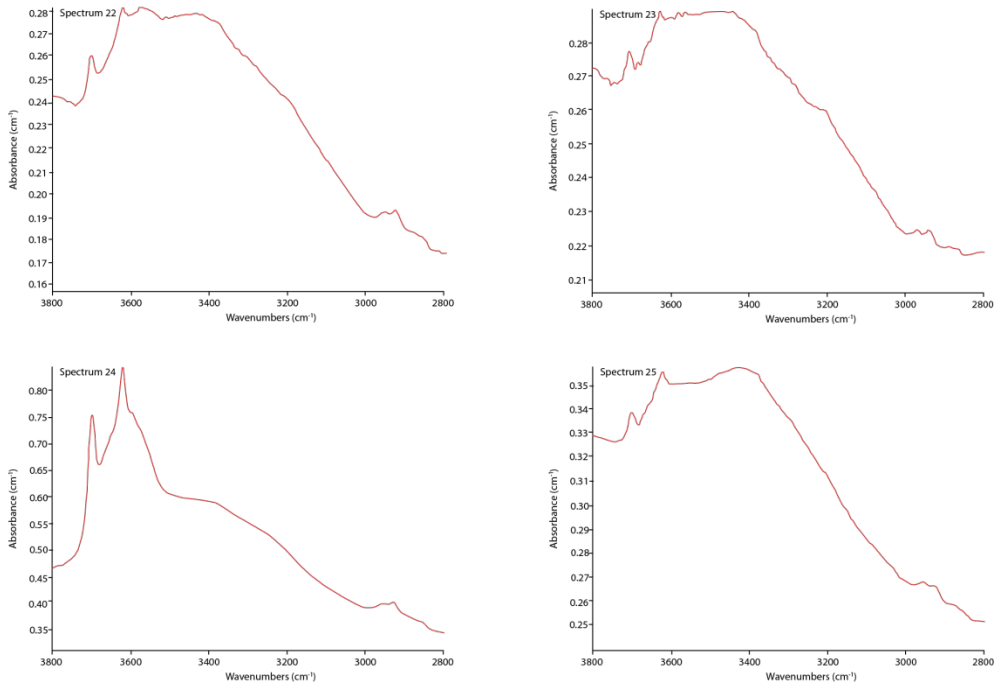 Spectrum 22
0.28
0.27
0.26
0.25
0.24
0.23
0.22
0.21
0.20
0.19
0.18
0.17
0.16
Absorbance (cm⁻¹)
3800 3600 3400 3200 3000 2800
Wavenumbers (cm⁻¹)
Spectrum 23
0.28
0.27
0.26
0.25
0.24
0.23
0.22
0.21
Absorbance (cm⁻¹)
3800 3600 3400 3200 3000 2800
Wavenumbers (cm⁻¹)
Spectrum 24
0.80
0.75
0.70
0.65
0.60
0.55
0.50
0.45
0.40
0.35
Absorbance (cm⁻¹)
3800 3600 3400 3200 3000 2800
Wavenumbers (cm⁻¹)
Spectrum 25
0.35
0.34
0.33
0.32
0.31
0.30
0.29
0.28
0.27
0.26
0.25
Absorbance (cm⁻¹)
3800 3600 3400 3200 3000 2800
Wavenumbers (cm⁻¹)